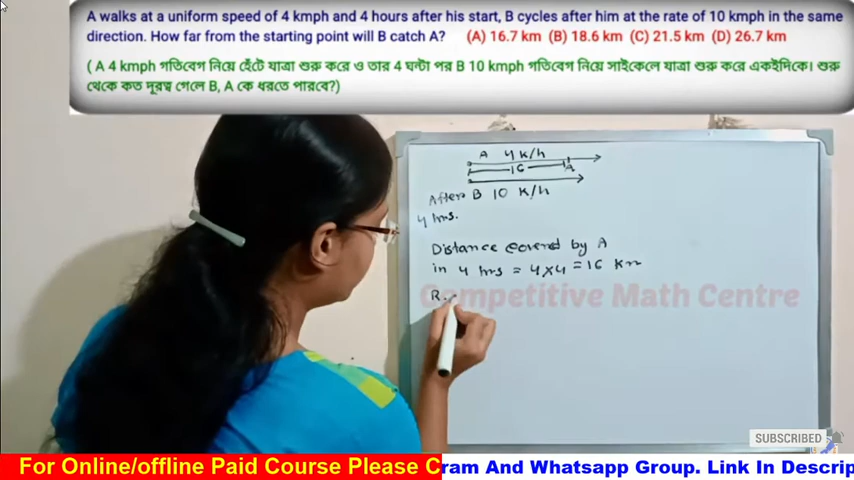 A walks at a uniform speed of 4 kmph and 4 hours after his start, B cycles after him at the rate of 10 kmph in the same
direction. How far from the starting point will B catch A? (A) 16.7 km (B) 18.6 km (C) 21.5 km (D) 26.7 km
( A 4 kmph গতিবেগ নিয়ে হেঁটে যাত্রা শুরু করে ও তার 4 ঘন্টা পর B 10 kmph গতিবেগ নিয়ে সাইকেলে যাত্রা শুরু করে একইদিকে। শুরু
থেকে কত দূরত্ব গেলে B, A কে ধরতে পারবে?)
A 4 k/h
16 A
After B 10 k/h
4 hrs.
Distance covered by A
in 4 hrs = 4×4 = 16 km
R.
Competitive Math Centre
SUBSCRIBED
For Online/offline Paid Course Please Cram And Whatsapp Group. Link In Descrip